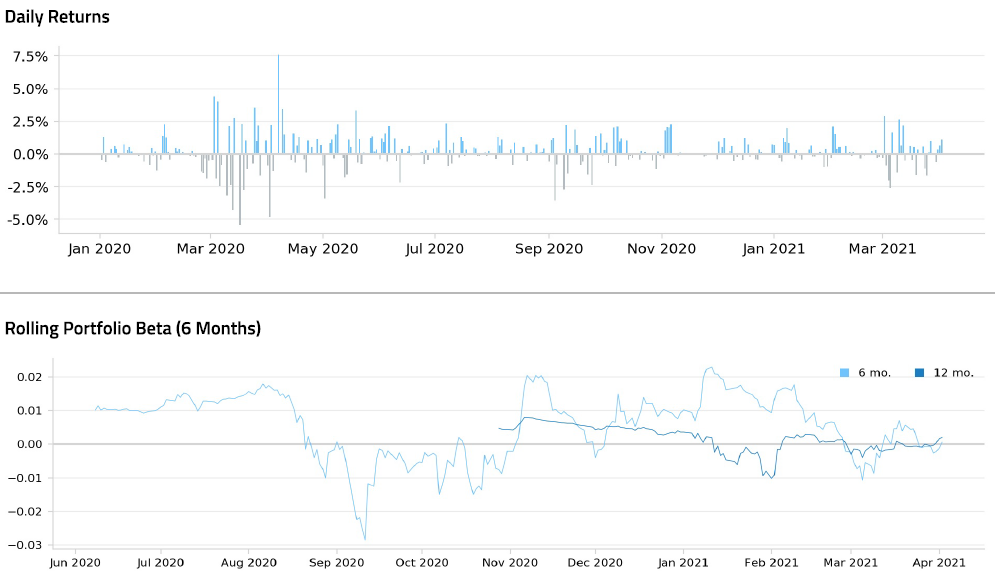 Daily Returns
7.5%
5.0%
2.5%
0.0%
-2.5%
-5.0%
Jan 2020 Mar 2020 May 2020 Jul 2020 Sep 2020 Nov 2020 Jan 2021 Mar 2021
Rolling Portfolio Beta (6 Months)
6 mo. 12 mo.
0.02
0.01
0.00
−0.01
−0.02
−0.03
Jun 2020 Jul 2020 Aug 2020 Sep 2020 Oct 2020 Nov 2020 Dec 2020 Jan 2021 Feb 2021 Mar 2021 Apr 2021